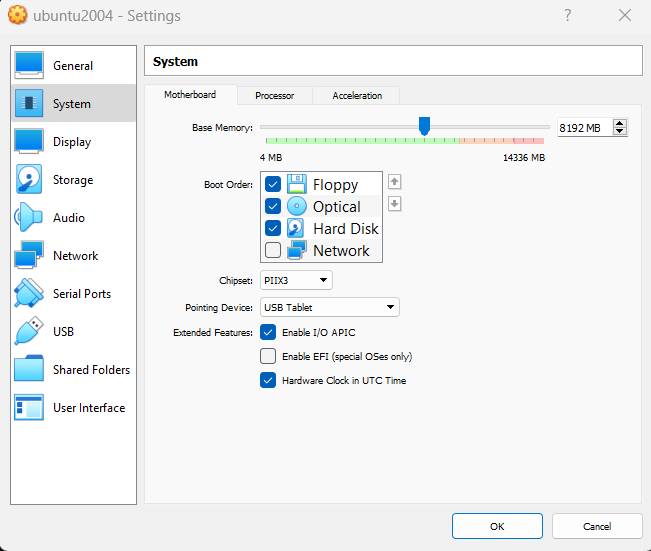 ubuntu2004 - Settings
?
General
System
Display
Storage
Audio
Network
Serial Ports
USB
Shared Folders
User Interface
System
Motherboard Processor Acceleration
Base Memory: 8192 MB
4 MB 14336 MB
Boot Order: Floppy
Optical
Hard Disk
Network
Chipset: PIIX3
Pointing Device: USB Tablet
Extended Features: Enable I/O APIC
Enable EFI (special OSes only)
Hardware Clock in UTC Time
OK Cancel